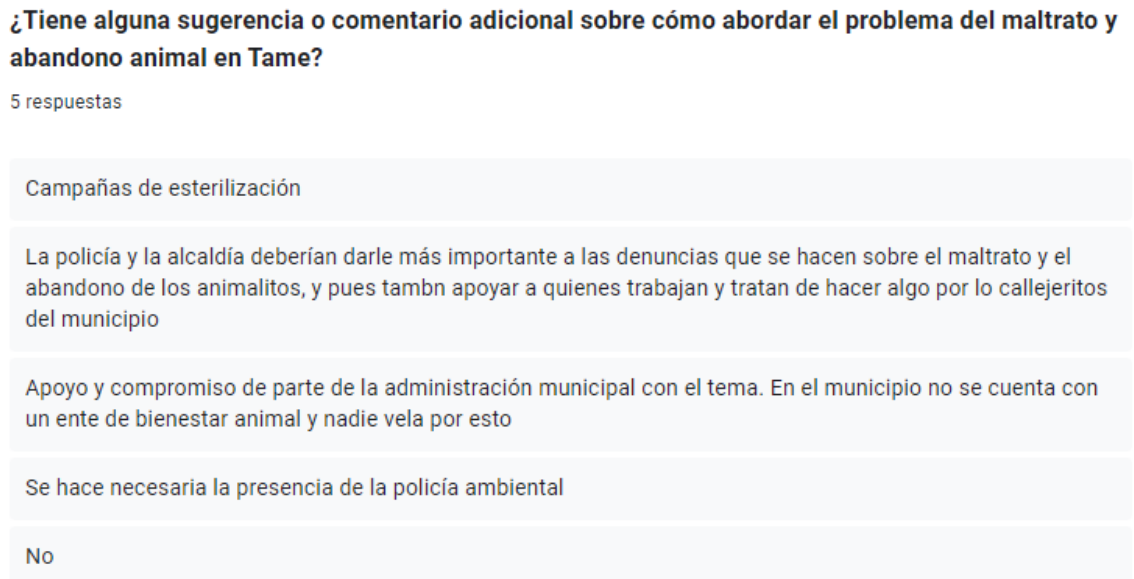 ¿Tiene alguna sugerencia o comentario adicional sobre cómo abordar el problema del maltrato y
abandono animal en Tame?
5 respuestas
Campañas de esterilización
La policía y la alcaldía deberían darle más importante a las denuncias que se hacen sobre el maltrato y el
abandono de los animalitos, y pues tambn apoyar a quienes trabajan y tratan de hacer algo por lo callejeritos
del municipio
Apoyo y compromiso de parte de la administración municipal con el tema. En el municipio no se cuenta con
un ente de bienestar animal y nadie vela por esto
Se hace necesaria la presencia de la policía ambiental
No